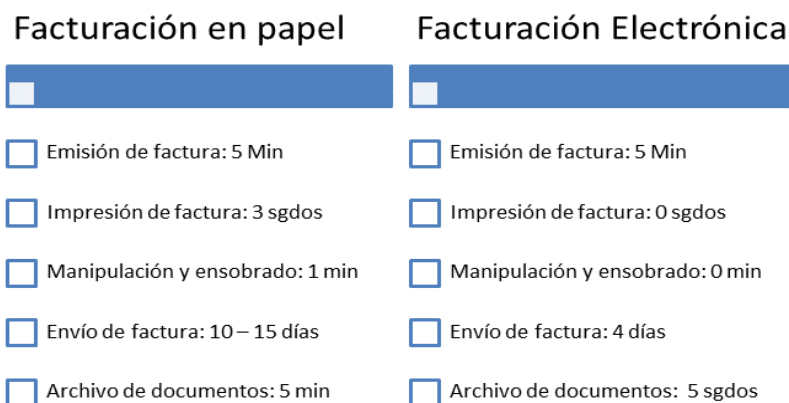 Facturación en papel
Emisión de factura: 5 Min
Impresión de factura: 3 sgdos
Manipulación y ensobrado: 1 min
Envío de factura: 10 – 15 días
Archivo de documentos: 5 min
Facturación Electrónica
Emisión de factura: 5 Min
Impresión de factura: 0 sgdos
Manipulación y ensobrado: 0 min
Envío de factura: 4 días
Archivo de documentos: 5 sgdos